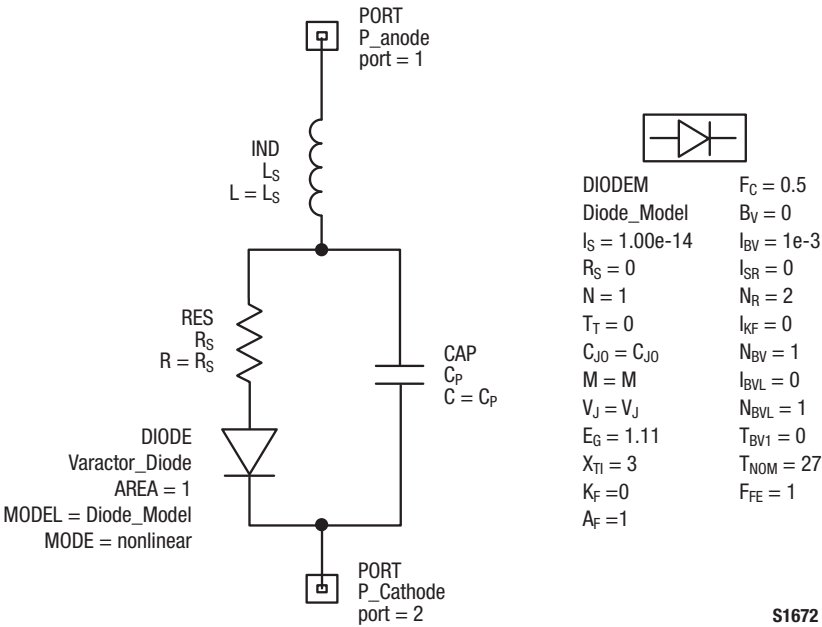 PORT
P_anode
port = 1
IND
LS
L = LS
RES
RS
R = RS
CAP
CP
C = CP
DIODE
Varactor_Diode
AREA = 1
MODEL = Diode_Model
MODE = nonlinear
PORT
P_Cathode
port = 2
DIODEM
Diode_Model
IS = 1.00e-14
RS = 0
N = 1
TT = 0
CJ0 = CJ0
M = M
VJ = VJ
EG = 1.11
XTI = 3
KF =0
AF =1
FC = 0.5
BV = 0
IBV = 1e-3
ISR = 0
NR = 2
IKF = 0
NBV = 1
IBVL = 0
NBVL = 1
TBV1 = 0
TNOM = 27
FFE = 1
S1672